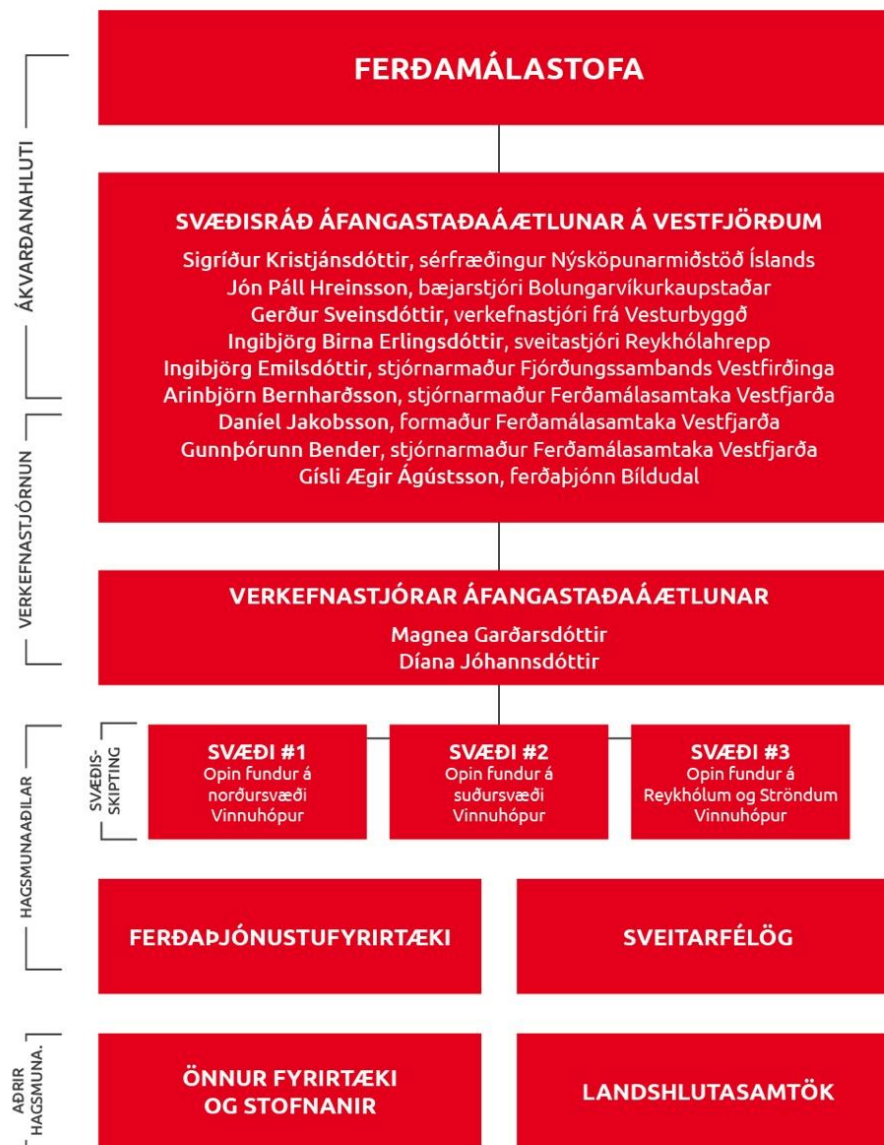 FERÐAMÁLASTOFA
ÁKVARÐANAHLUTI
SVÆÐISRÁÐ ÁFANGASTAÐAÁÆTLUNAR Á VESTFJÖRÐUM
Sigríður Kristjánsdóttir, sérfræðingur Nýsköpunarmiðstöð Íslands
Jón Páll Hreinsson, bæjarstjóri Bolungarvíkurkaupstaðar
Gerður Sveinsdóttir, verkefnastjóri frá Vesturbyggð
Ingibjörg Birna Erlingsdóttir, sveitastjóri Reykhólahrepp
Ingibjörg Emilsdóttir, stjórnarmaður Fjórðungssambands Vestfirðinga
Arinbjörn Bernharðsson, stjórnarmaður Ferðamálasamtaka Vestfjarða
Daníel Jakobsson, formaður Ferðamálasamtaka Vestfjarða
Gunnþórunn Bender, stjórnarmaður Ferðamálasamtaka Vestfjarða
Gísli Ægir Ágústsson, ferðaþjónn Bíldudal
VERKEFNASTJÓRNUN
VERKEFNASTJÓRAR ÁFANGASTAÐAÁÆTLUNAR
Magnea Garðarsdóttir
Díana Jóhannsdóttir
HAGSMUNAAÐILAR
SVÆÐIS-
SKIPTING
SVÆÐI #1
Opin fundur á
norðursvæði
Vinnuhópur
SVÆÐI #2
Opin fundur á
suðursvæði
Vinnuhópur
SVÆÐI #3
Opin fundur á
Reykhólum og Ströndum
Vinnuhópur
FERÐAÞJÓNUSTUFYRIRTÆKI
SVEITARFÉLÖG
AÐRIR
HAGSMUNA.
ÖNNUR FYRIRTÆKI
OG STOFNANIR
LANDSHLUTASAMTÖK